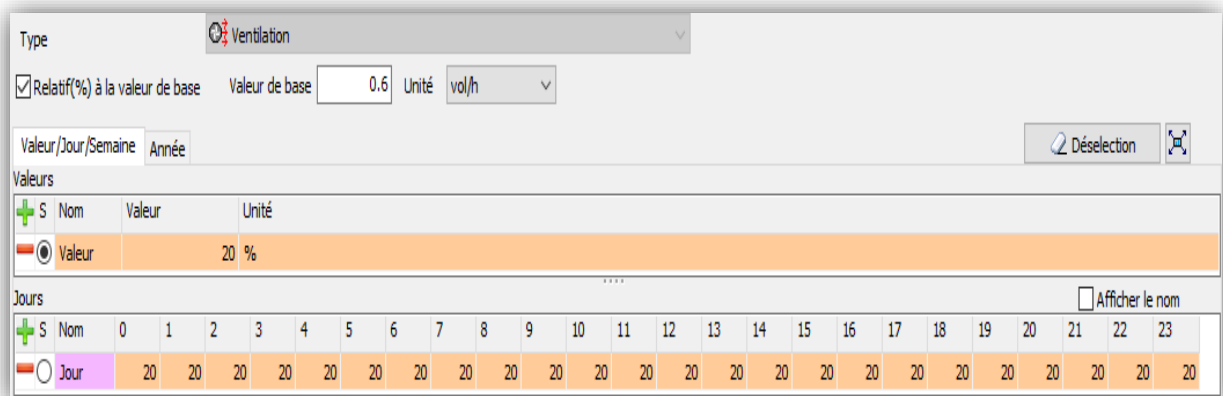 Type Ventilation
Relatif(%) à la valeur de base Valeur de base 0.6 Unité vol/h
Valeur/Jour/Semaine Année Déselection
Valeurs
S Nom Valeur Unité
Valeur 20 %
Jours Afficher le nom
S Nom 0 1 2 3 4 5 6 7 8 9 10 11 12 13 14 15 16 17 18 19 20 21 22 23
Jour 20 20 20 20 20 20 20 20 20 20 20 20 20 20 20 20 20 20 20 20 20 20 20 20